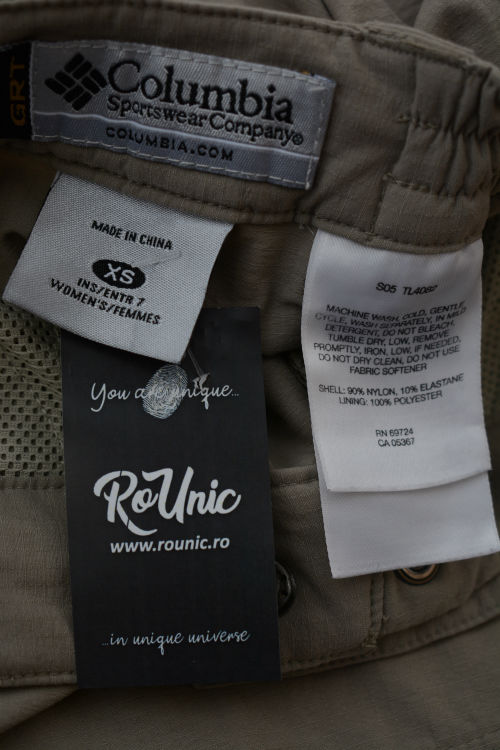 GRT
Columbia
Sportswear Company®
COLUMBIA.COM
MADE IN CHINA
XS
INS/ENTR 7
WOMEN'S/FEMMES
S05 TL4082
MACHINE WASH, COLD, GENTLE
CYCLE, WASH SEPARATELY, IN MILD
DETERGENT, DO NOT BLEACH,
TUMBLE DRY, LOW, REMOVE
PROMPTLY, IRON, LOW, IF NEEDED,
DO NOT DRY CLEAN, DO NOT USE
FABRIC SOFTENER
SHELL: 90% NYLON, 10% ELASTANE
LINING: 100% POLYESTER
RN 69724
CA 05367
You are unique...
RoUnic
www.rounic.ro
...in unique universe